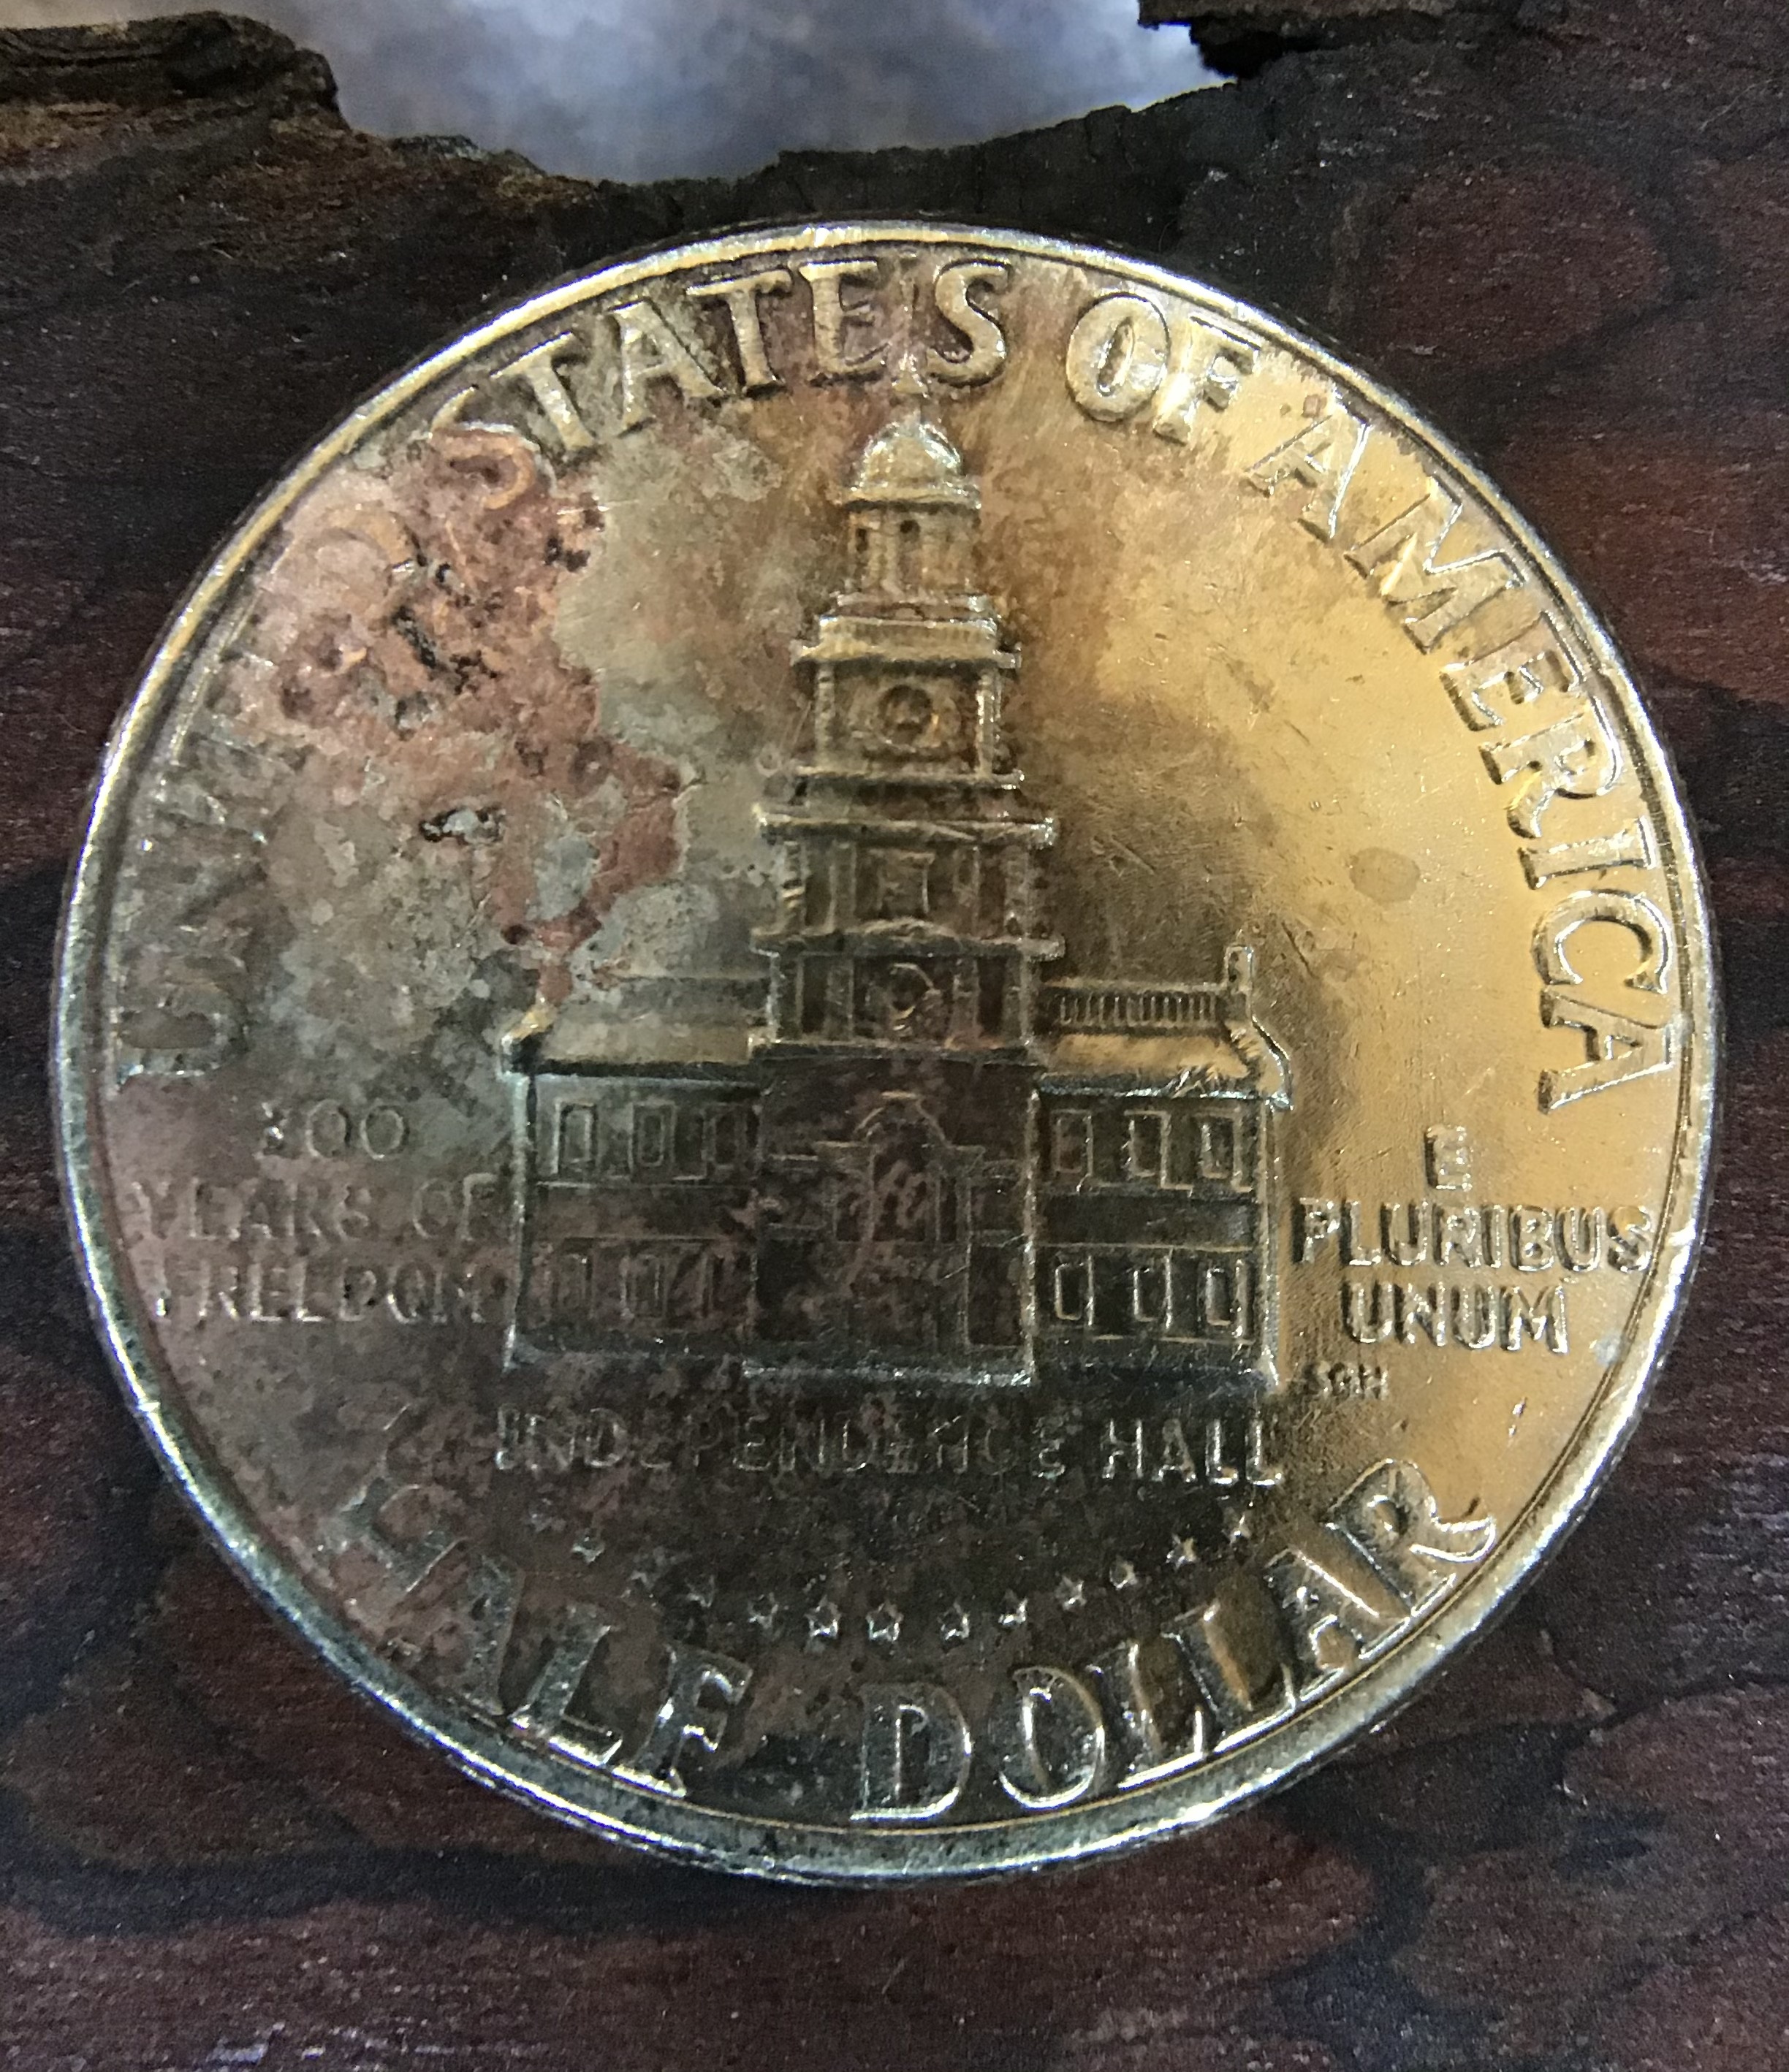 UNITED STATES OF AMERICA
200
YEARS OF
FREEDOM
E
PLURIBUS
UNUM
SGH
INDEPENDENCE HALL
HALF DOLLAR